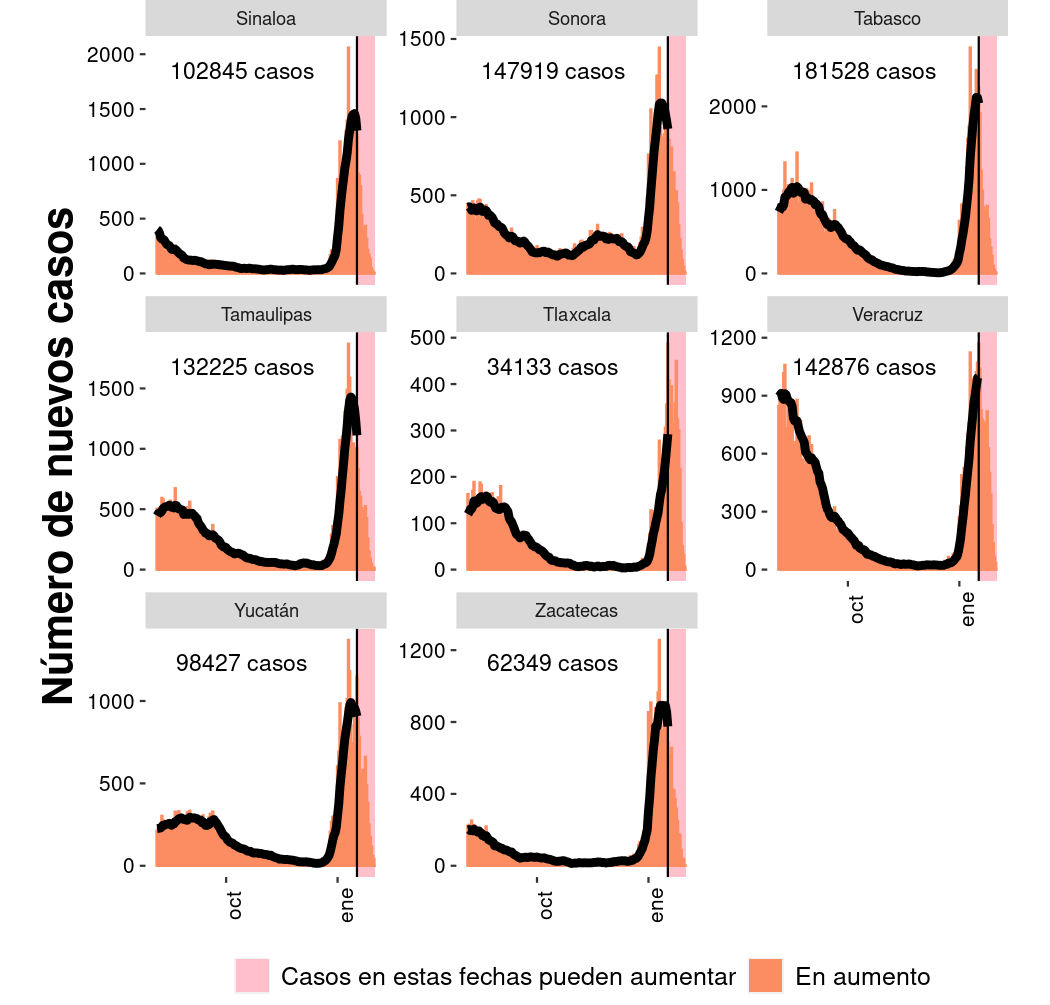 Número de nuevos casos
Sinaloa
102845 casos
2000
1500
1000
500
0
Sonora
147919 casos
1500
1000
500
0
Tabasco
181528 casos
2000
1000
0
Tamaulipas
132225 casos
1500
1000
500
0
Tlaxcala
34133 casos
500
400
300
200
100
0
Veracruz
142876 casos
1200
900
600
300
0
oct
ene
Yucatán
98427 casos
1000
500
0
oct
ene
Zacatecas
62349 casos
1200
800
400
0
oct
ene
Casos en estas fechas pueden aumentar
En aumento